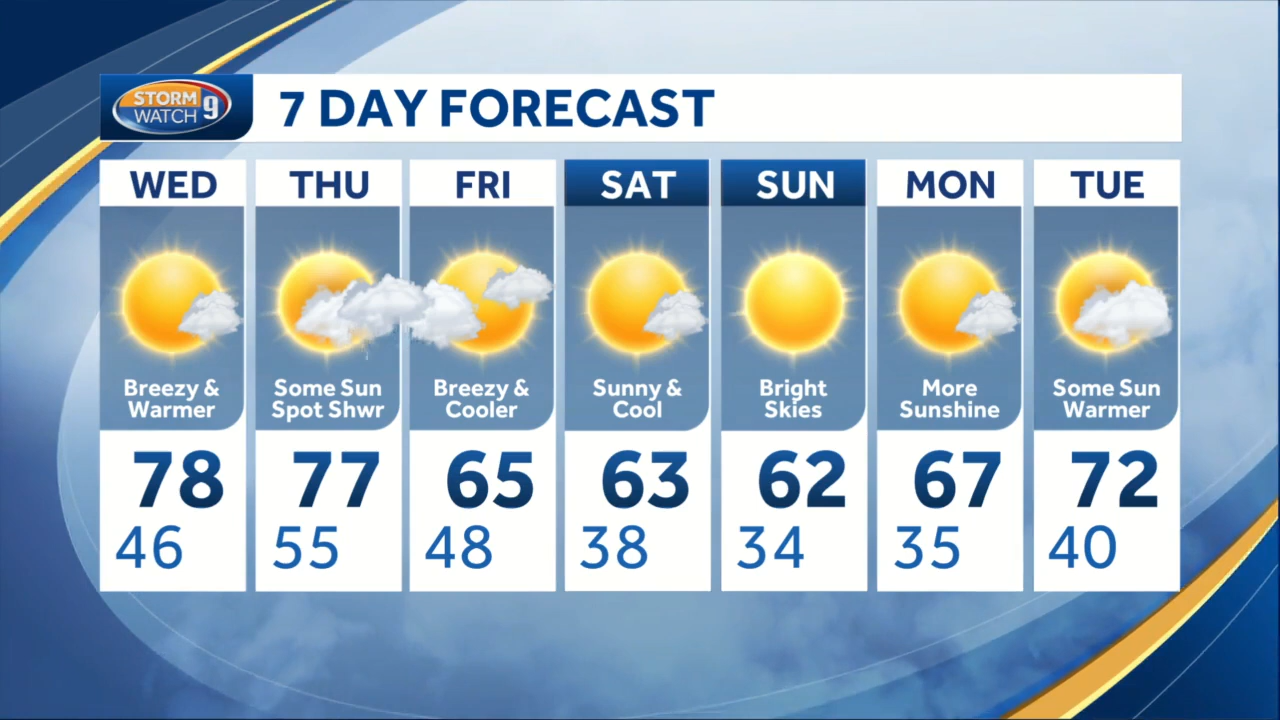 STORM
WATCH 9
7 DAY FORECAST
WED
THU
FRI
SAT
SUN
MON
TUE
Breezy &
Warmer
Some Sun
Spot Shwr
Breezy &
Cooler
Sunny &
Cool
Bright
Skies
More
Sunshine
Some Sun
Warmer
78
77
65
63
62
67
72
46
55
48
38
34
35
40